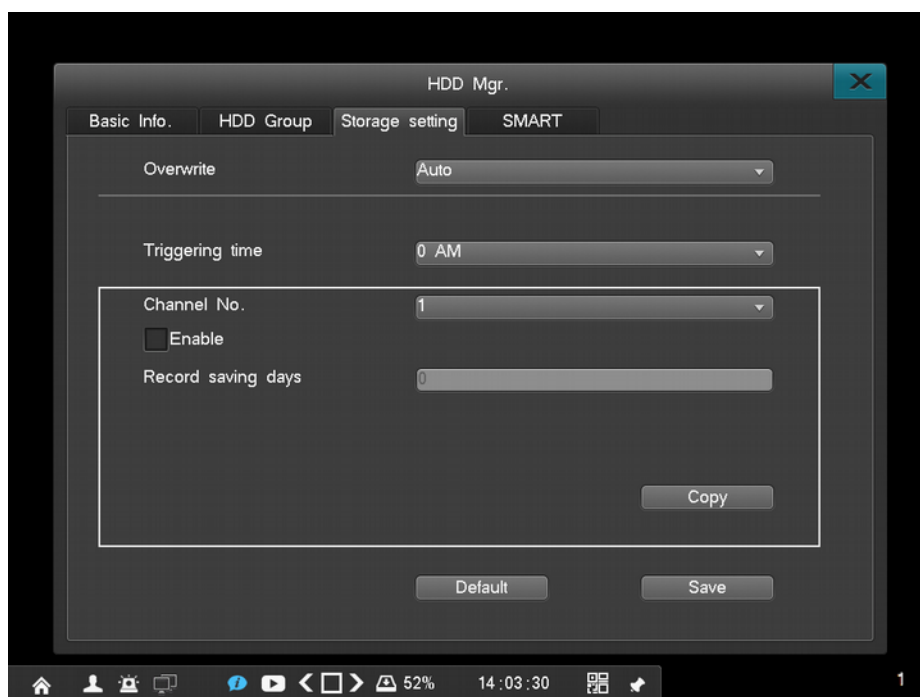 HDD Mgr.
Basic Info. HDD Group Storage setting SMART
Overwrite Auto
Triggering time 0 AM
Channel No. 1
Enable
Record saving days 0
Copy
Default Save
52% 14:03:30 1